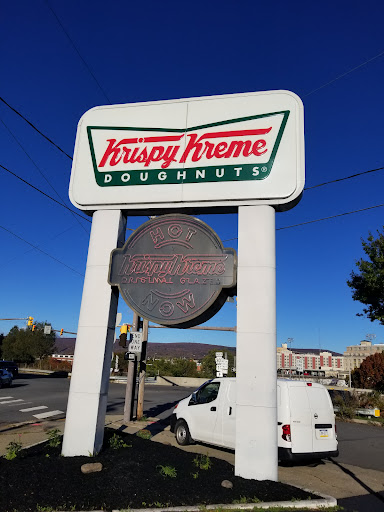 Krispy Kreme
DOUGHNUTS®
HOT
Krispy Kreme
ORIGINAL GLAZED
NOW